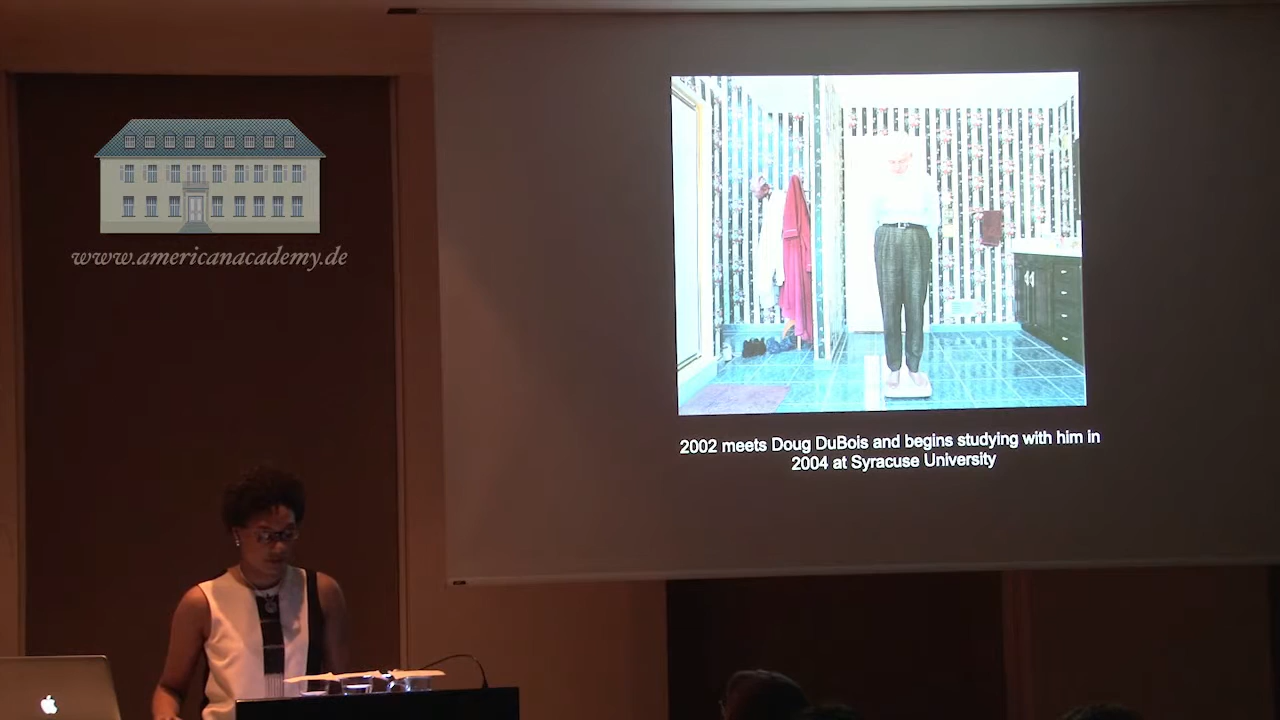 www.americanacademy.de
2002 meets Doug DuBois and begins studying with him in
2004 at Syracuse University